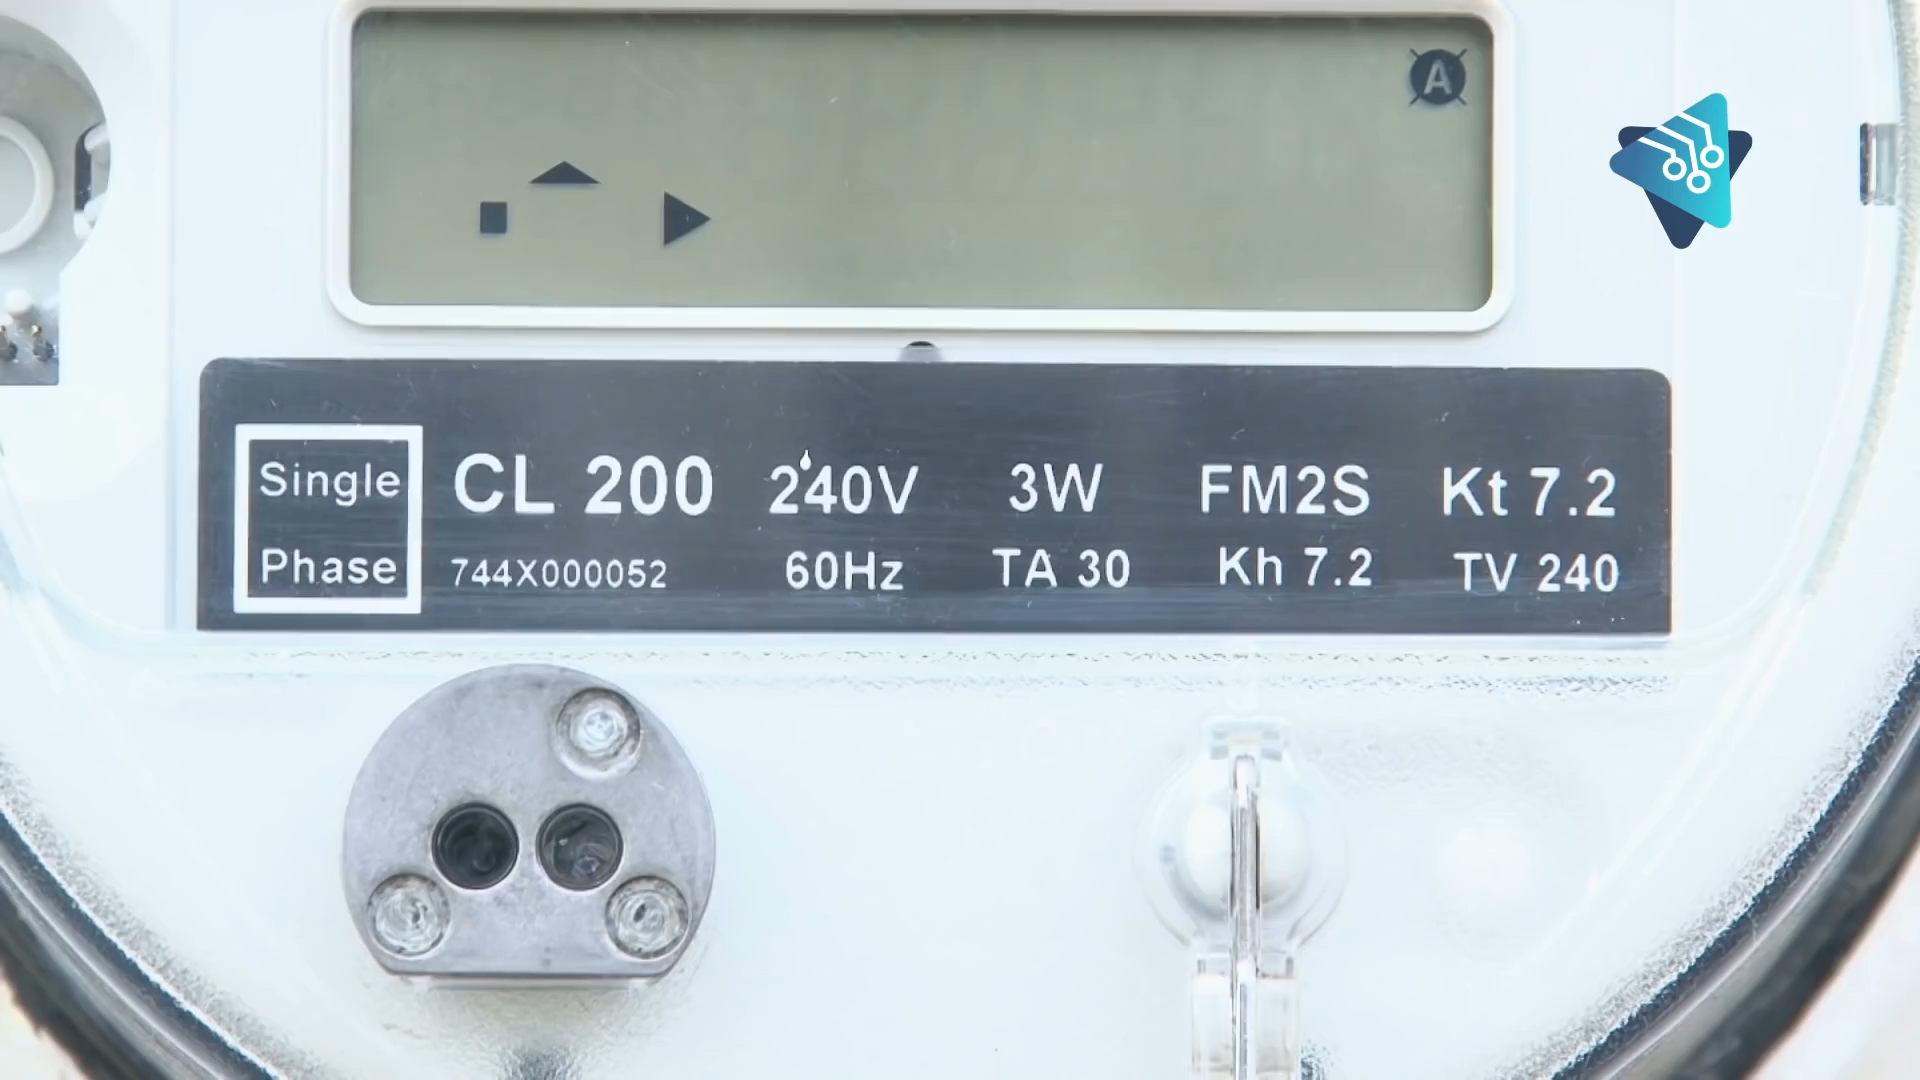 A
Single Phase
CL 200 240V 3W FM2S Kt 7.2
744X000052 60Hz TA 30 Kh 7.2 TV 240